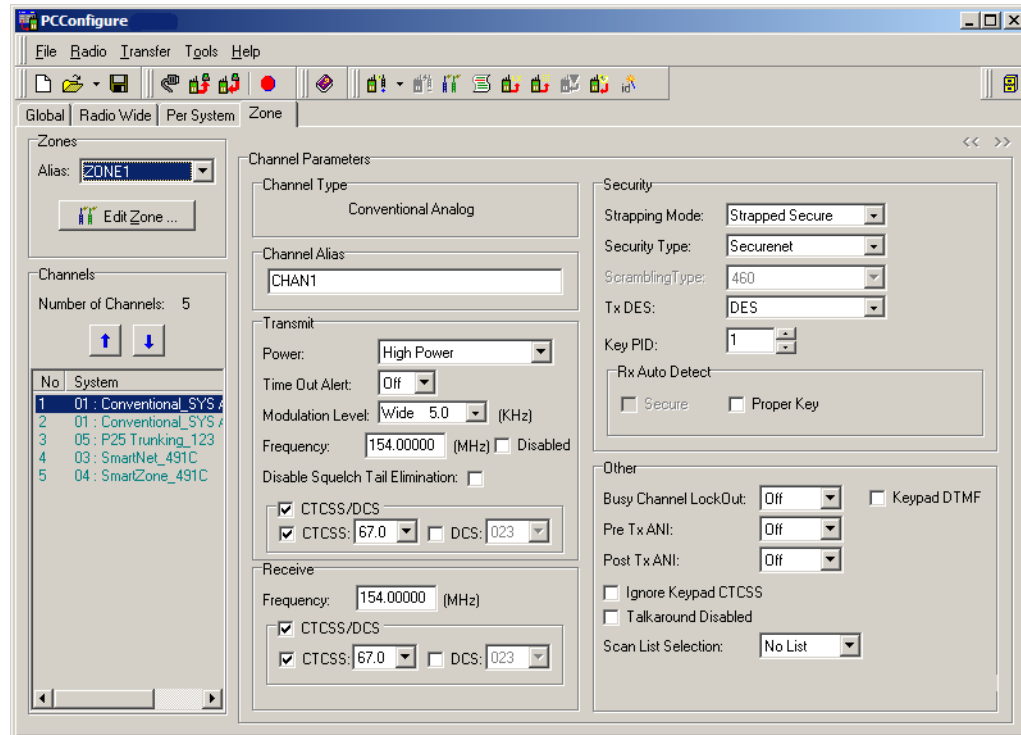 PCConfigure
File Radio Transfer Tools Help
id
Global Radio Wide Per System Zone
<< >>
Zones
Alias: ZONE1
Edit Zone ...
Channels
Number of Channels: 5
No System
1 01 : Conventional_SYS
2 01 : Conventional_SYS
3 05 : P25 Trunking_123
4 03 : SmartNet_491C
5 04 : SmartZone_491C
Channel Parameters
Channel Type
Conventional Analog
Channel Alias
CHAN1
Transmit
Power: High Power
Time Out Alert: Off
Modulation Level: Wide 5.0 (KHz)
Frequency: 154.00000 (MHz) Disabled
Disable Squelch Tail Elimination:
CTCSS/DCS
CTCSS: 67.0 DCS: 023
Receive
Frequency: 154.00000 (MHz)
CTCSS/DCS
CTCSS: 67.0 DCS: 023
Security
Strapping Mode: Strapped Secure
Security Type: Securenet
ScramblingType: 460
Tx DES: DES
Key PID: 1
Rx Auto Detect
Secure Proper Key
Other
Busy Channel LockOut: Off Keypad DTMF
Pre Tx ANI: Off
Post Tx ANI: Off
Ignore Keypad CTCSS
Talkaround Disabled
Scan List Selection: No List